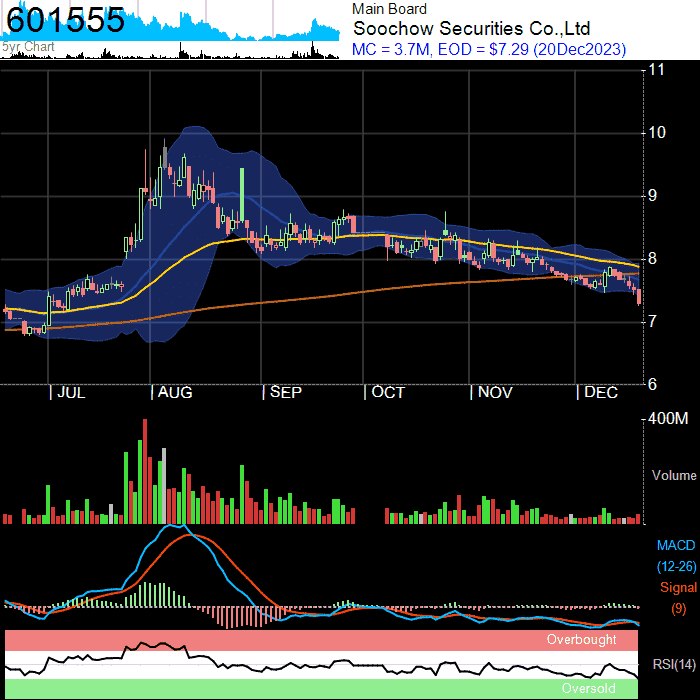 601555
5yr Chart
Main Board
Soochow Securities Co.,Ltd
MC = 3.7M, EOD = $7.29 (20Dec2023)
11
10
9
8
7
6
| JUL | AUG | SEP | OCT | NOV | DEC
400M
Volume
MACD
(12-26)
Signal
(9)
Overbought
RSI(14)
Oversold